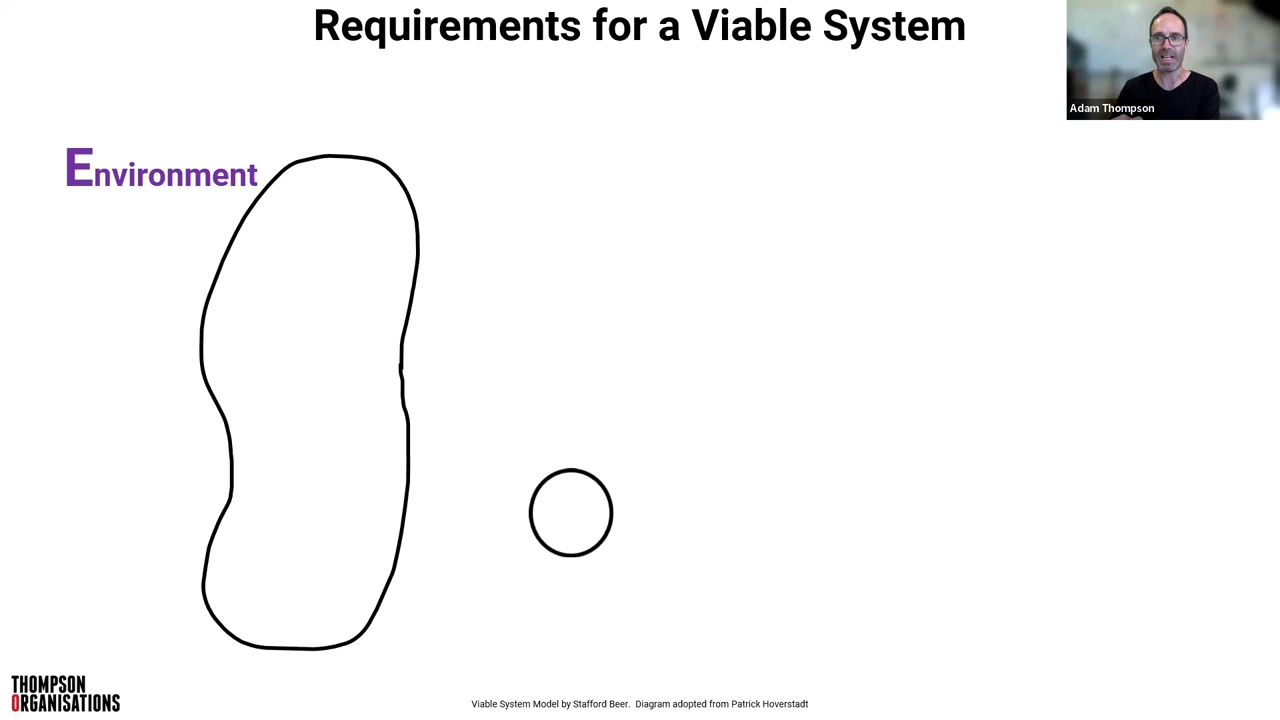 Requirements for a Viable System
Adam Thompson
Environment
THOMPSON
ORGANISATIONS
Viable System Model by Stafford Beer.  Diagram adopted from Patrick Hoverstadt